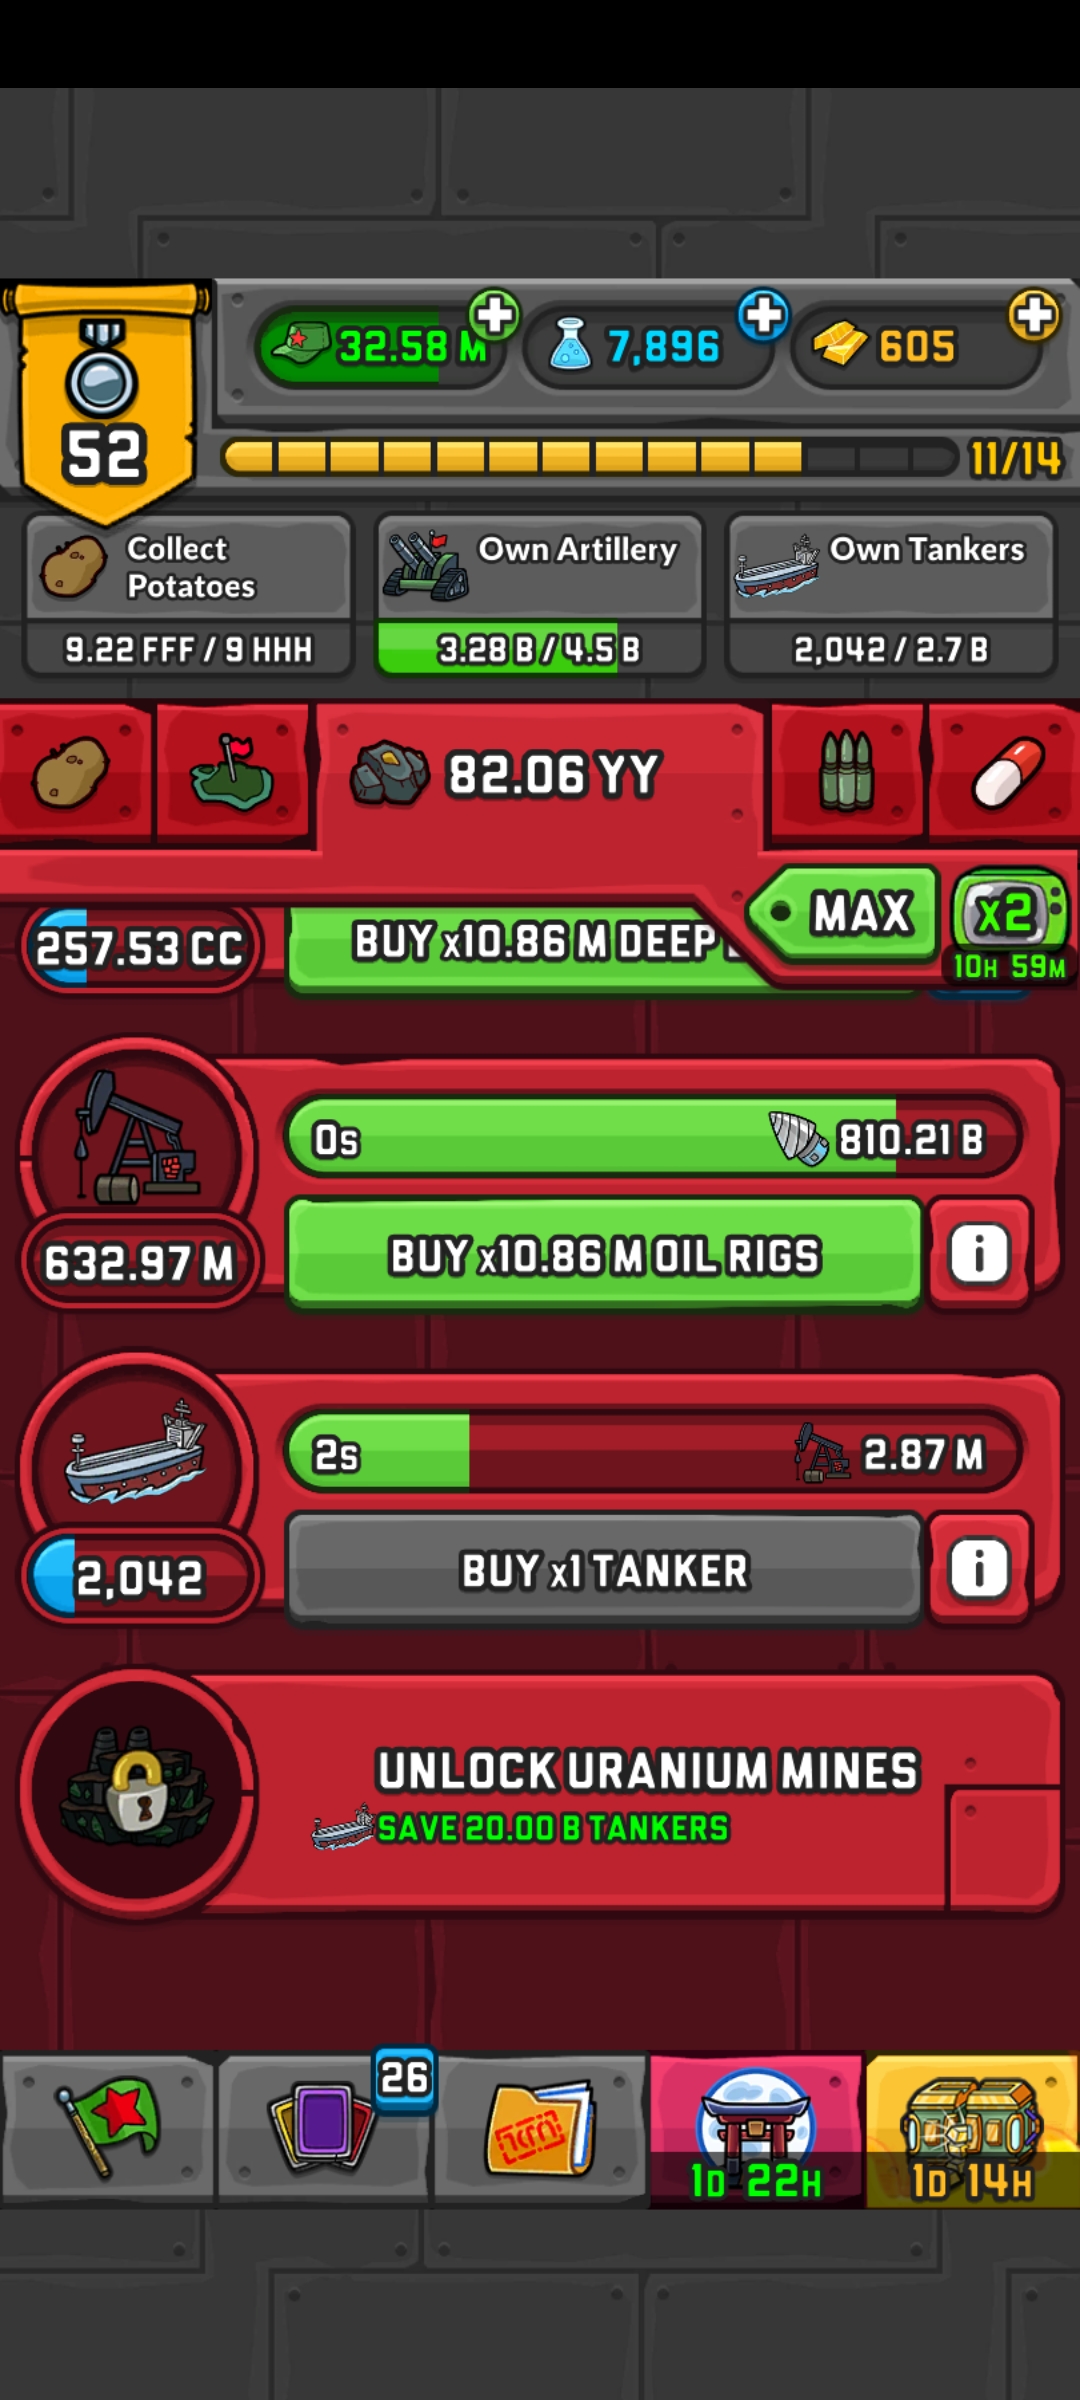 32.58 M
7,896
605
52
11/14
Collect
Potatoes
Own Artillery
Own Tankers
9.22 FFF / 9 HHH
3.28 B / 4.5 B
2,042 / 2.7 B
82.06 YY
MAX
x2
10H 59M
257.53 CC
BUY x10.86 M DEEP
0s
810.21 B
632.97 M
BUY x10.86 M OIL RIGS
i
2s
2.87 M
2,042
BUY x1 TANKER
i
UNLOCK URANIUM MINES
SAVE 20.00 B TANKERS
26
1D 22H
1D 14H